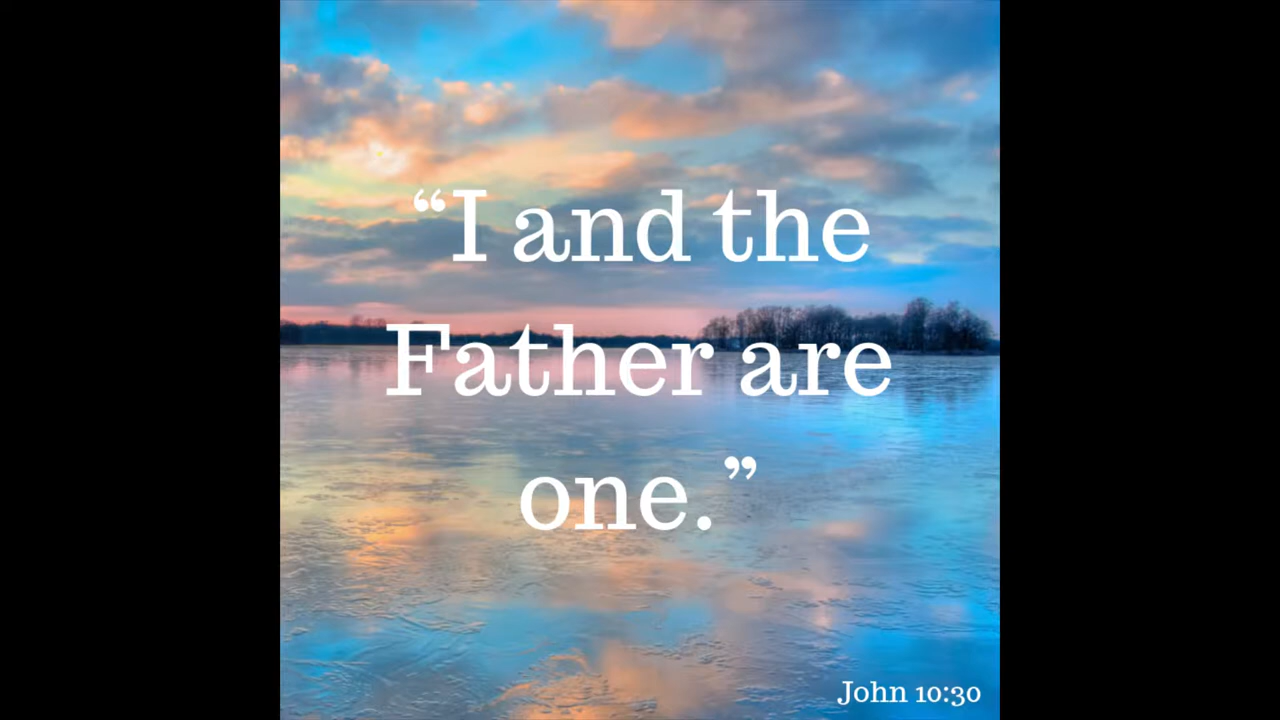 “I and the
Father are
one.”
John 10:30